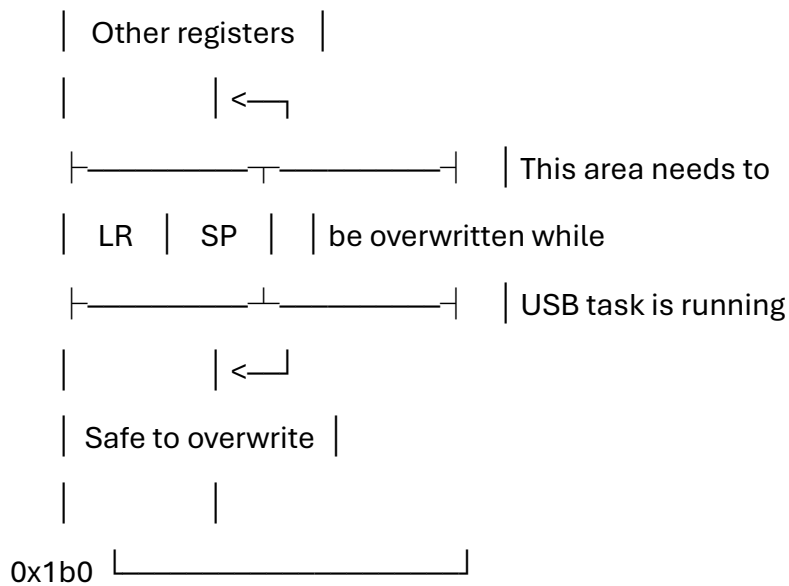 │ Other registers │
│ │<──┐
├─────────┬─────────┤ │This area needs to
│ LR │ SP │ │be overwritten while
├─────────┴─────────┤ │USB task is running
│ │<──┘
│ Safe to overwrite │
│ │
0x1b0 └───────────────────┘